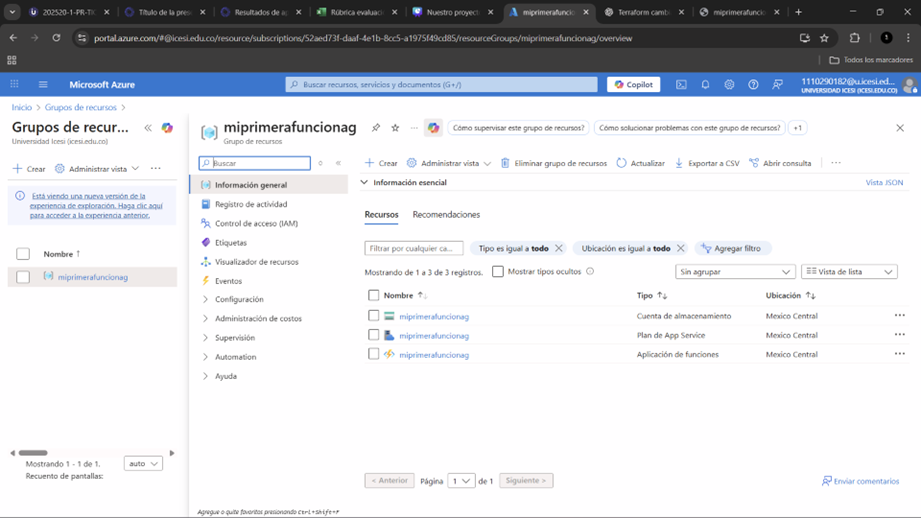 202520-1-PR-TIC
Título de la prese
Resultados de ap
Rúbrica evaluac
Nuestro proyect
miprimerafuncio
Terraform camb
miprimerafuncio
portal.azure.com/#@icesi.edu.co/resource/subscriptions/52aed73f-daaf-4e1b-8cc5-a1975f49cd85/resourceGroups/miprimerafuncionag/overview
Todos los marcadores
Microsoft Azure
Buscar recursos, servicios y documentos (G+/)
Copilot
1110290182@u.icesi.ed...
UNIVERSIDAD ICESI (ICESI.EDU.CO)
Inicio > Grupos de recursos >
Grupos de recur...
Universidad Icesi (icesi.edu.co)
+ Crear
Administrar vista
Está viendo una nueva versión de la
experiencia de exploración. Haga clic aquí
para acceder a la experiencia anterior.
Nombre ↑
miprimerafuncionag
Mostrando 1 - 1 de 1.
Recuento de pantallas:
auto
miprimerafuncionag
Grupo de recursos
Cómo supervisar este grupo de recursos?
Cómo solucionar problemas con este grupo de recursos?
+1
Buscar
Información general
Registro de actividad
Control de acceso (IAM)
Etiquetas
Visualizador de recursos
Eventos
Configuración
Administración de costos
Supervisión
Automation
Ayuda
Agregue o quite favoritos presionando Ctrl+Shift+F
+ Crear
Administrar vista
Eliminar grupo de recursos
Actualizar
Exportar a CSV
Abrir consulta
Información esencial
Vista JSON
Recursos
Recomendaciones
Filtrar por cualquier ca...
Tipo es igual a todo
Ubicación es igual a todo
Agregar filtro
Mostrando de 1 a 3 de 3 registros.
Mostrar tipos ocultos
Sin agrupar
Vista de lista
Nombre ↑↓ Tipo ↑↓ Ubicación ↑↓
miprimerafuncionag Cuenta de almacenamiento Mexico Central
miprimerafuncionag Plan de App Service Mexico Central
miprimerafuncionag Aplicación de funciones Mexico Central
< Anterior
Página 1 de 1
Siguiente >
Enviar comentarios